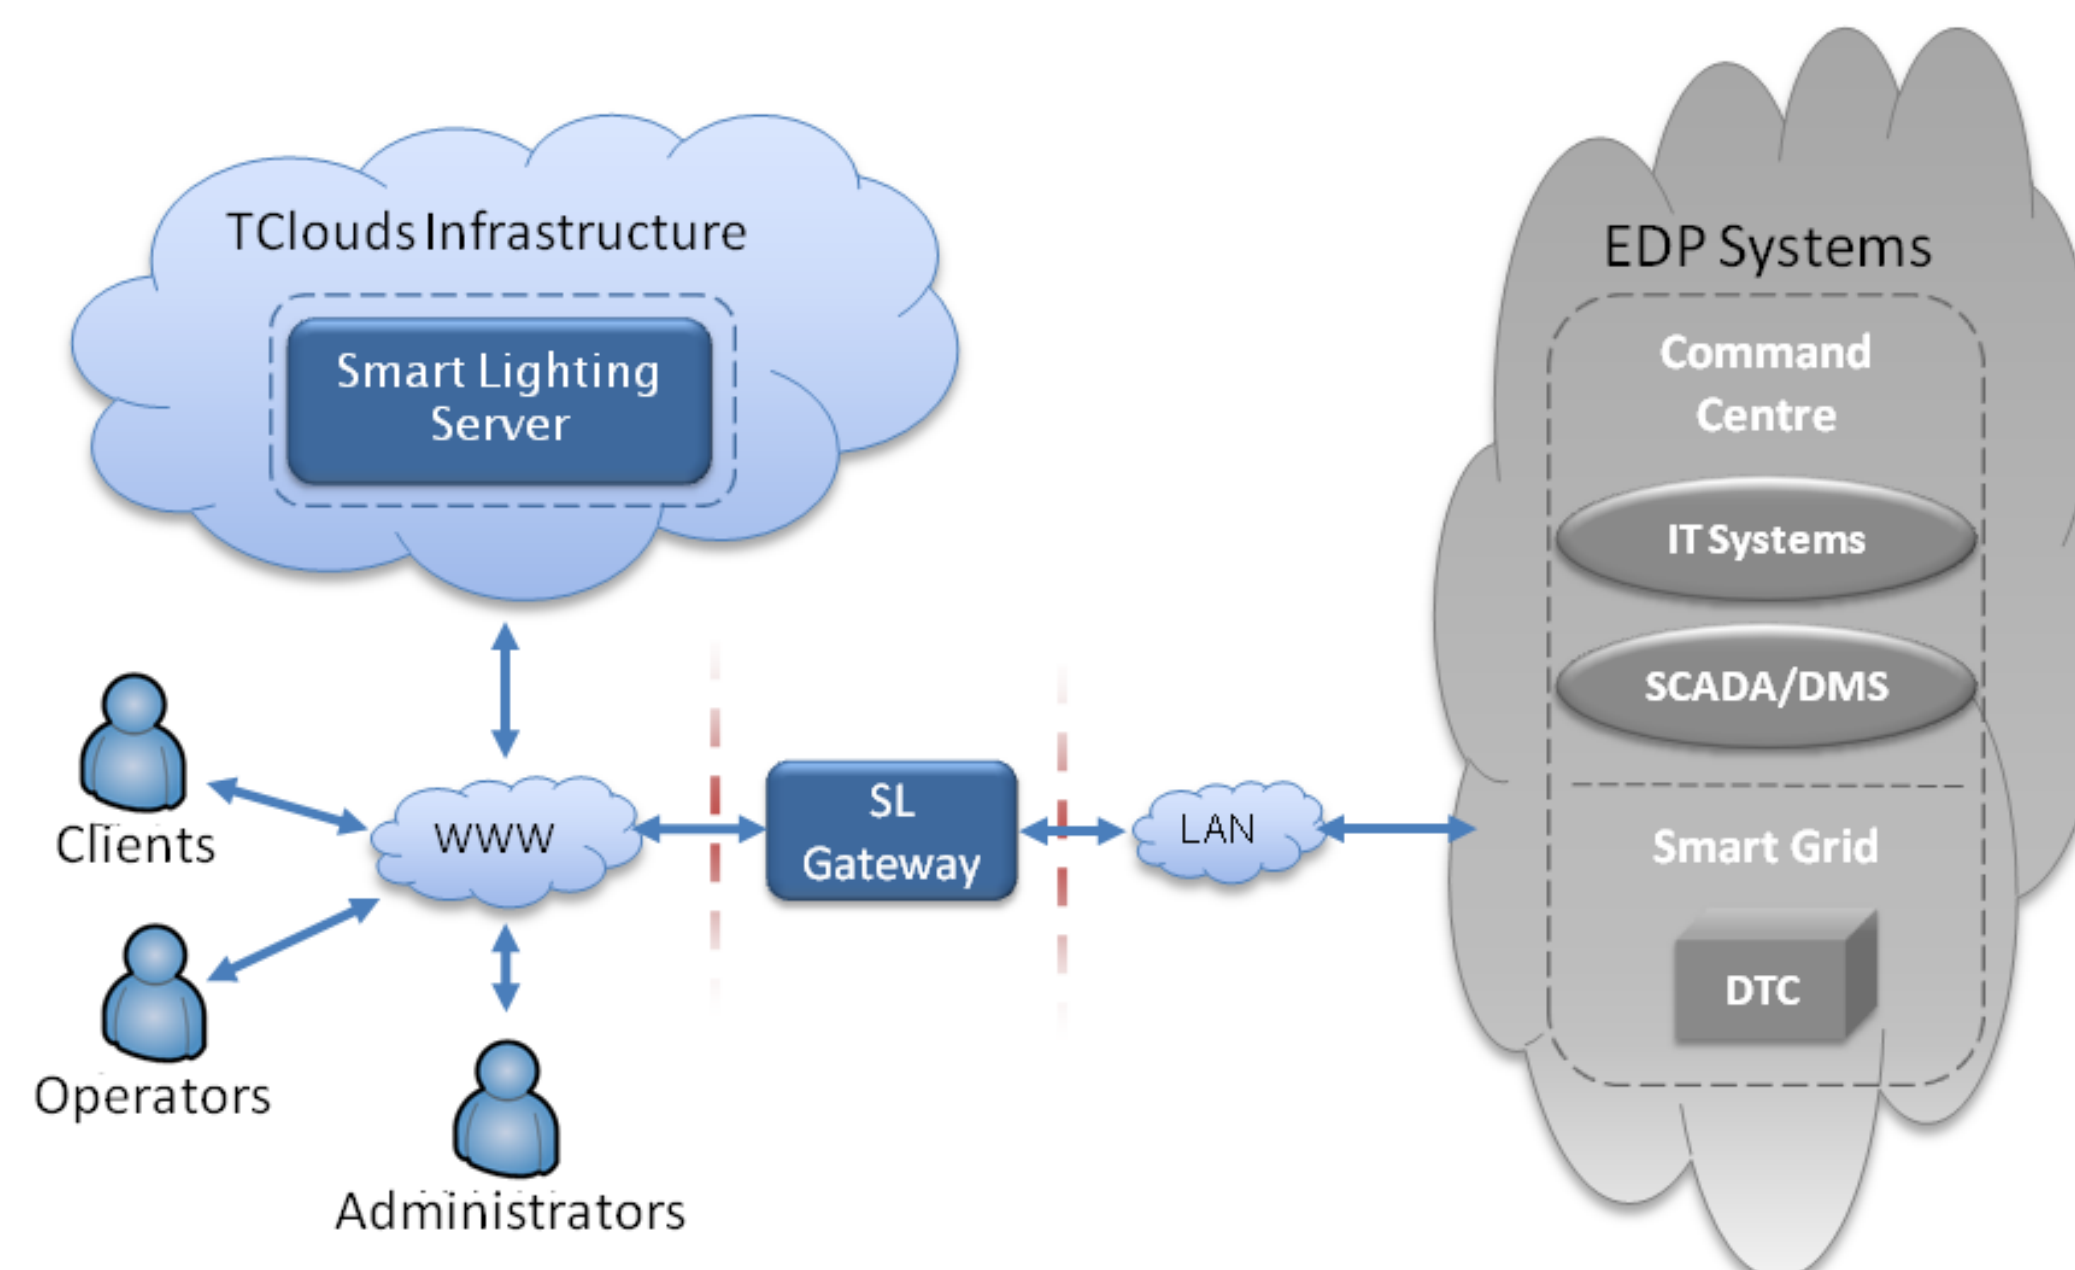 TClouds Infrastructure
Smart Lighting
Server
EDP Systems
Command
Centre
IT Systems
SCADA/DMS
Smart Grid
DTC
Clients
WWW
SL
Gateway
LAN
Operators
Administrators